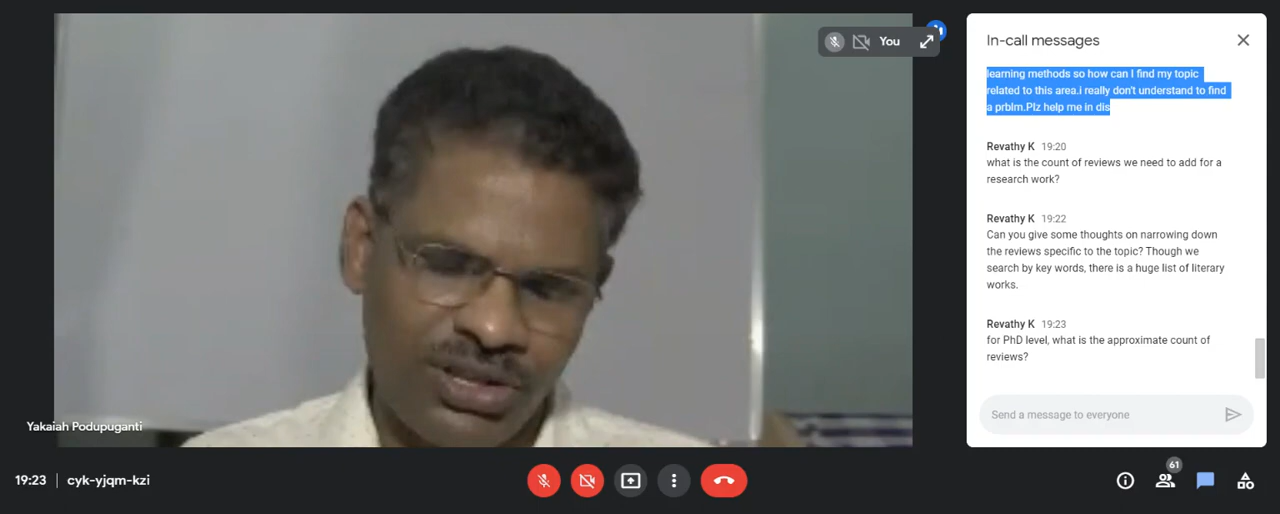 You
In-call messages
learning methods so how can I find my topic
related to this area.i really don't understand to find
a prblm.Plz help me in dis
Revathy K 19:20
what is the count of reviews we need to add for a
research work?
Revathy K 19:22
Can you give some thoughts on narrowing down
the reviews specific to the topic? Though we
search by key words, there is a huge list of literary
works.
Revathy K 19:23
for PhD level, what is the approximate count of
reviews?
Send a message to everyone
Yakaiah Podupuganti
19:23 | cyk-yjqm-kzi
61